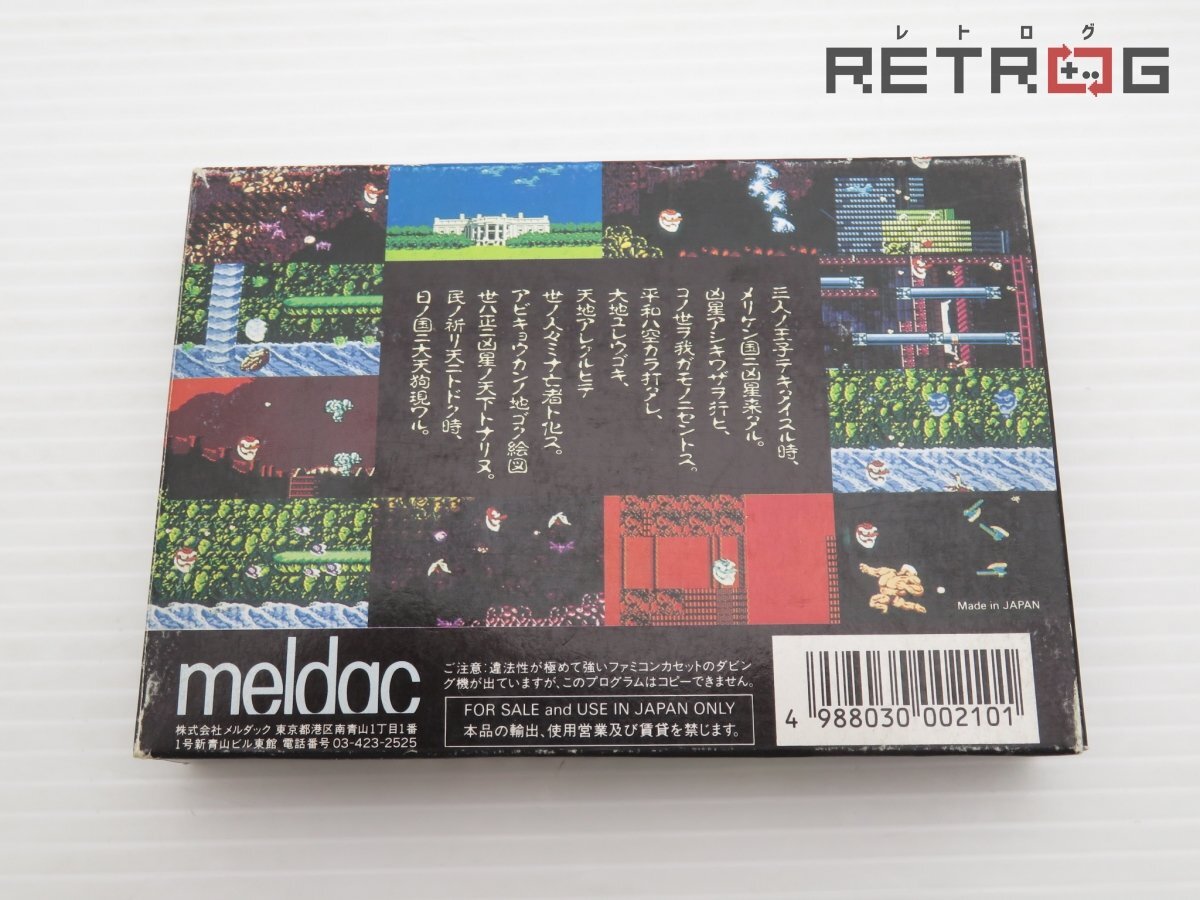 レトログ
RETROG
三人ノ王子テキタイスル時、
メリケン国ニ凶星来タル。
凶星アシキワザヲ行ヒ、
コノ世ヲ我ガモノニセントス。
平和ハ空カラ打タレ、
大地ユレウゴキ、
天地アレクルヒテ
世ノ人々ミナ亡者ト化ス。
アビキョウカンノ地ゴク絵図
世ハ正ニ凶星ノ天下トナリヌ。
民ノ祈リ天ニトドク時、
日ノ国ニ大天狗現ワル。
Made in JAPAN
meldac
株式会社メルダック 東京都港区南青山1丁目1番
1号新青山ビル東館 電話番号03-423-2525
ご注意:違法性が極めて強いファミコンカセットのダビン
グ機が出ていますが、このプログラムはコピーできません。
FOR SALE and USE IN JAPAN ONLY
本品の輸出、使用営業及び賃貸を禁じます。
4 988030 002101